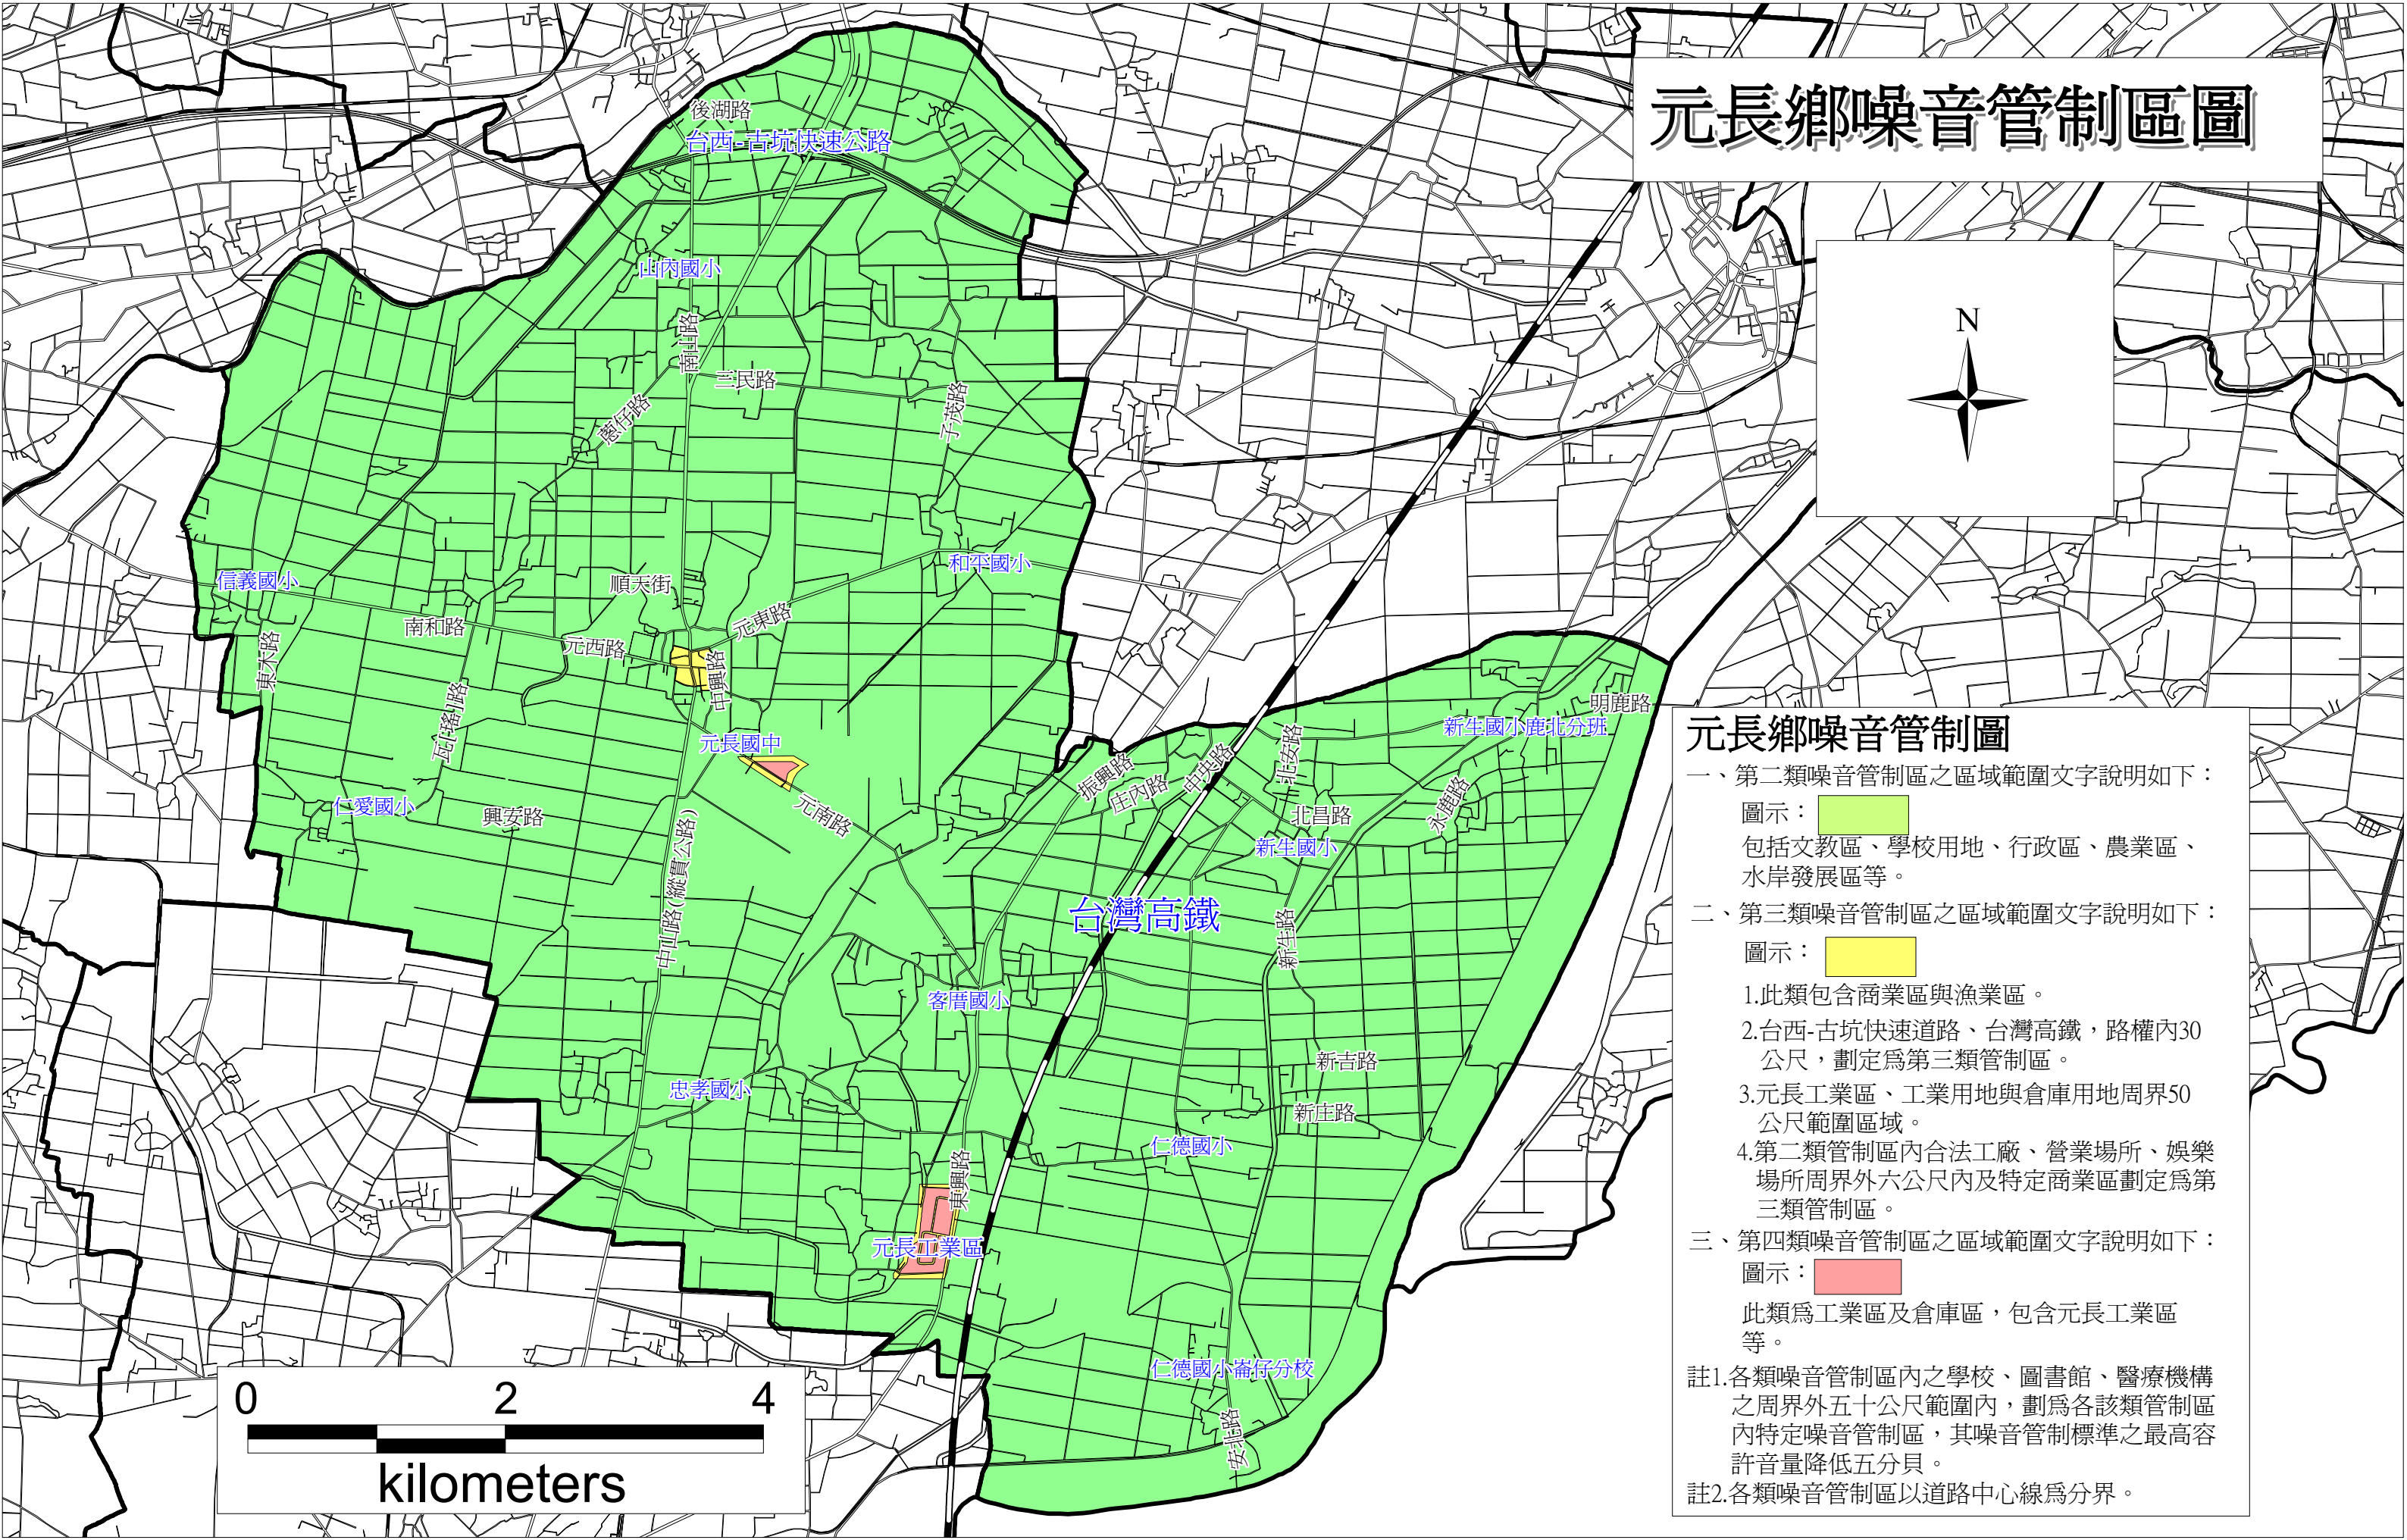 元長鄉噪音管制區圖
N
後湖路
台西-古坑快速公路
山內國小
南山路
三民路
蔥仔路
子茂路
和平國小
信義國小
順天街
元東路
南和路
元西路
東木路
中興路
瓦[瑤]路
元長國中
仁愛國小
興安路
元南路
中山路(縱貫公路)
明鹿路
新生國小鹿北分班
振興路
庄內路
中央路
北安路
北昌路
永鹿路
新生國小
台灣高鐵
新生路
客厝國小
新吉路
忠孝國小
新庄路
仁德國小
東興路
元長工業區
仁德國小崙仔分校
安北路
0 2 4
kilometers
元長鄉噪音管制圖
一、第二類噪音管制區之區域範圍文字說明如下：
圖示：
包括文教區、學校用地、行政區、農業區、
水岸發展區等。
二、第三類噪音管制區之區域範圍文字說明如下：
圖示：
1.此類包含商業區與漁業區。
2.台西-古坑快速道路、台灣高鐵，路權內30
公尺，劃定為第三類管制區。
3.元長工業區、工業用地與倉庫用地周界50
公尺範圍區域。
4.第二類管制區內合法工廠、營業場所、娛樂
場所周界外六公尺內及特定商業區劃定為第
三類管制區。
三、第四類噪音管制區之區域範圍文字說明如下：
圖示：
此類為工業區及倉庫區，包含元長工業區
等。
註1.各類噪音管制區內之學校、圖書館、醫療機構
之周界外五十公尺範圍內，劃為各該類管制區
內特定噪音管制區，其噪音管制標準之最高容
許音量降低五分貝。
註2.各類噪音管制區以道路中心線為分界。